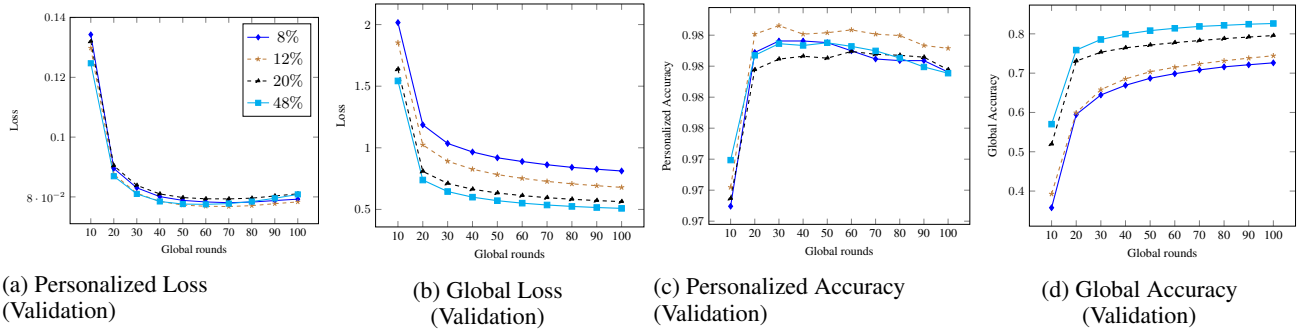 0.14
0.12
0.1
8 · 10⁻²
Loss
8%
12%
20%
48%
10 20 30 40 50 60 70 80 90 100
Global rounds
(a) Personalized Loss
(Validation)
2
1.5
1
0.5
Loss
10 20 30 40 50 60 70 80 90 100
Global rounds
(b) Global Loss
(Validation)
0.98
0.98
0.98
0.98
0.97
0.97
0.97
Personalized Accuracy
10 20 30 40 50 60 70 80 90 100
Global rounds
(c) Personalized Accuracy
(Validation)
0.8
0.7
0.6
0.5
0.4
Global Accuracy
10 20 30 40 50 60 70 80 90 100
Global rounds
(d) Global Accuracy
(Validation)